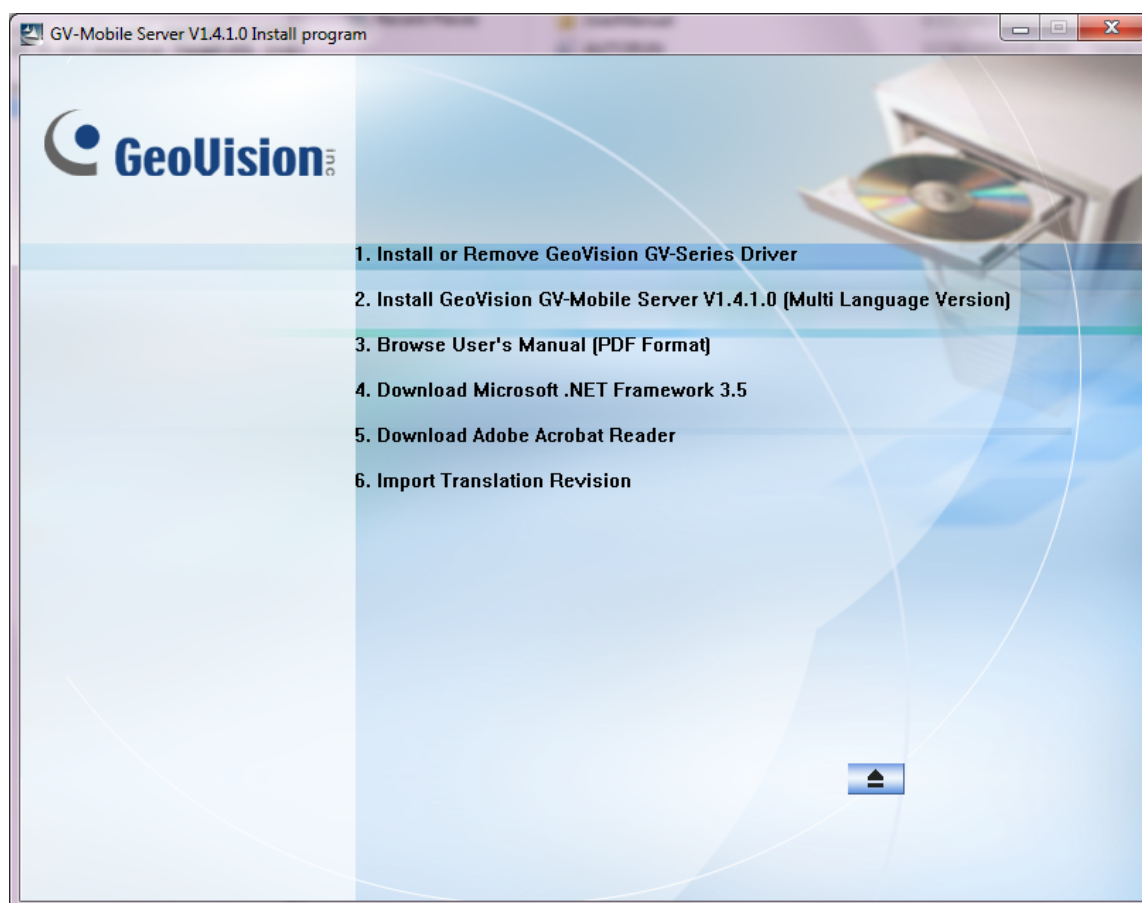 GV-Mobile Server V1.4.1.0 Install program
GeoVision inc
1. Install or Remove GeoVision GV-Series Driver
2. Install GeoVision GV-Mobile Server V1.4.1.0 (Multi Language Version)
3. Browse User's Manual (PDF Format)
4. Download Microsoft .NET Framework 3.5
5. Download Adobe Acrobat Reader
6. Import Translation Revision